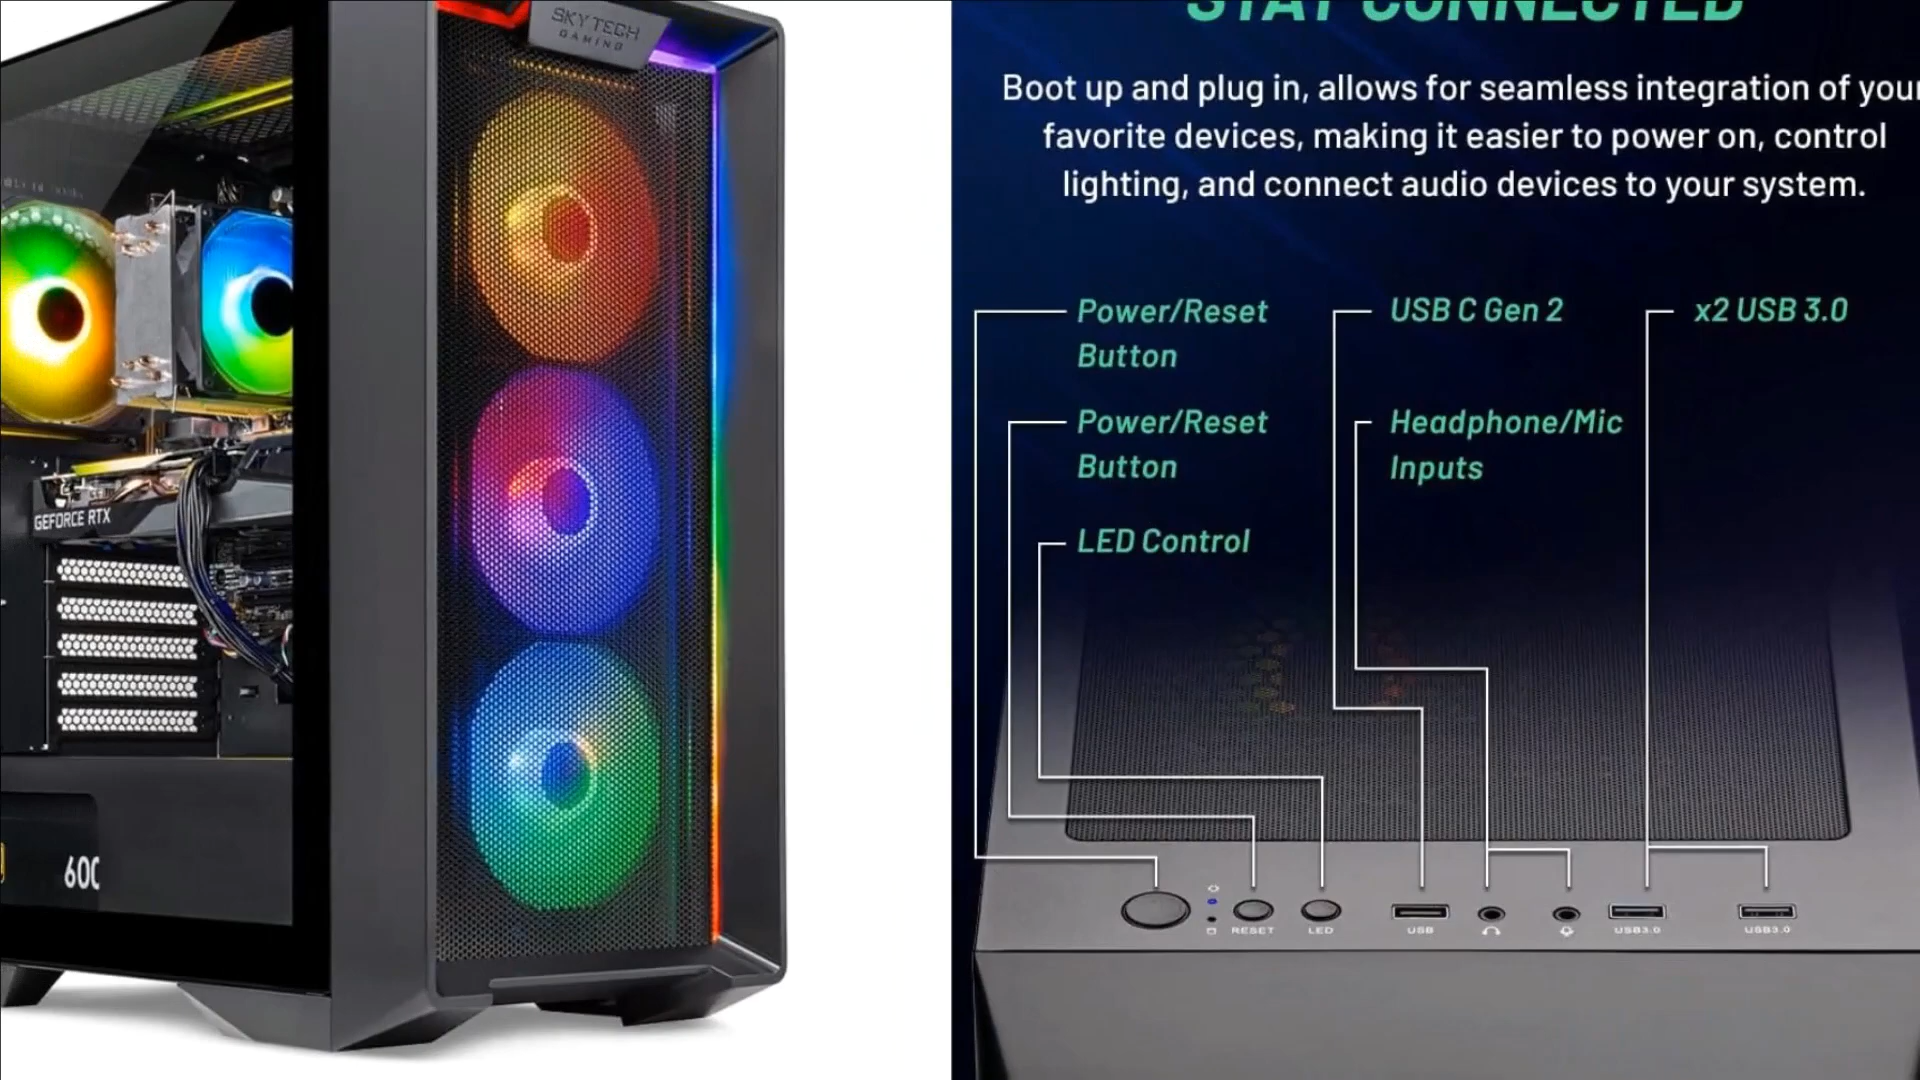 SKYTECH
GAMING
GEFORCE RTX
600
STAY CONNECTED
Boot up and plug in, allows for seamless integration of your
favorite devices, making it easier to power on, control
lighting, and connect audio devices to your system.
Power/Reset
Button
Power/Reset
Button
LED Control
USB C Gen 2
Headphone/Mic
Inputs
x2 USB 3.0
RESET
LED
USB
USB3.0
USB3.0